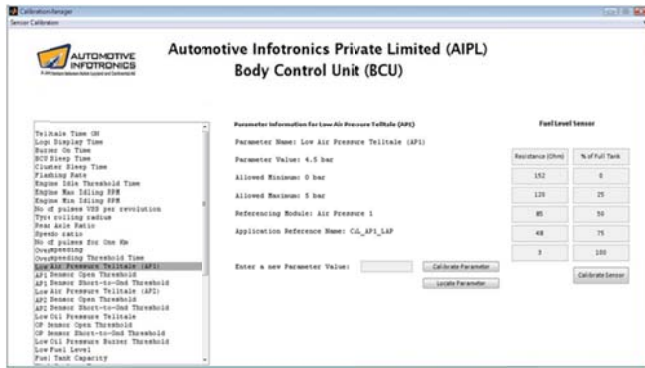 Calibration Manager
Sensor Calibration
AUTOMOTIVE
INFOTRONICS
Automotive Infotronics Private Limited (AIPL)
Body Control Unit (BCU)
Telltale Time ON
Logo Display Time
Buzzer On Time
BCU Sleep Time
Cluster Sleep Time
Flashing Rate
Engine Idle Threshold Time
Engine Max Idling RPM
Engine Min Idling RPM
No of pulses VSS per revolution
Tyre rolling radius
Rear Axle Ratio
Speedo ratio
No of pulses for One Km
Overspeeding
Overspeeding Threshold Time
Low Air Pressure Telltale (AP1)
AP1 Sensor Open Threshold
AP1 Sensor Short-to-Gnd Threshold
Low Air Pressure Telltale (AP2)
AP2 Sensor Open Threshold
AP2 Sensor Short-to-Gnd Threshold
Low Oil Pressure Telltale
OP Sensor Open Threshold
OP Sensor Short-to-Gnd Threshold
Low Oil Pressure Buzzer Threshold
Low Fuel Level
Fuel Tank Capacity
Parameter Information for Low Air Pressure Telltale (AP1)
Parameter Name: Low Air Pressure Telltale (AP1)
Parameter Value: 4.5 bar
Allowed Minimum: 0 bar
Allowed Maximum: 5 bar
Referencing Module: Air Pressure 1
Application Reference Name: CAL_AP1_LAP
Enter a new Parameter Value:
Calibrate Parameter
Locate Parameter
Fuel Level Sensor
Resistance (Ohm) % of Full Tank
152 0
120 25
85 50
48 75
3 100
Calibrate Sensor